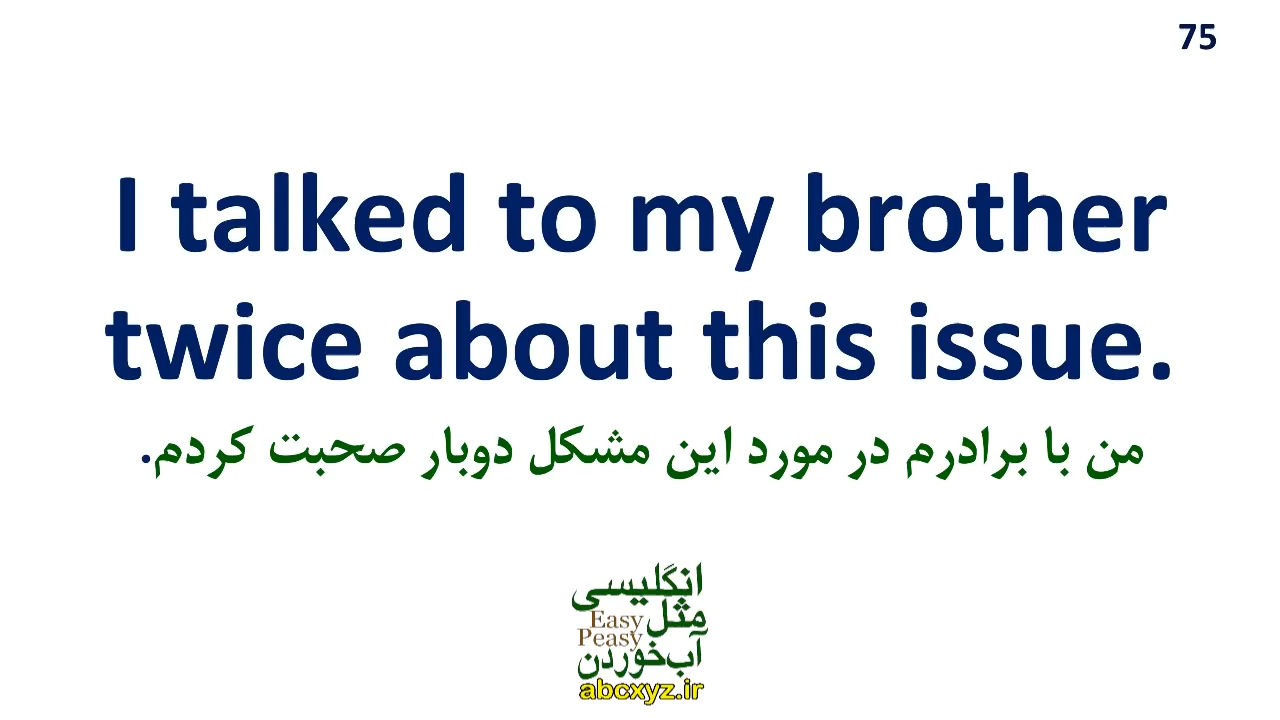 75
I talked to my brother
twice about this issue.
من با برادرم در مورد این مشکل دوبار صحبت کردم.
انگلیسی
مثل
Easy
Peasy
آب‌خوردن
abcxyz.ir